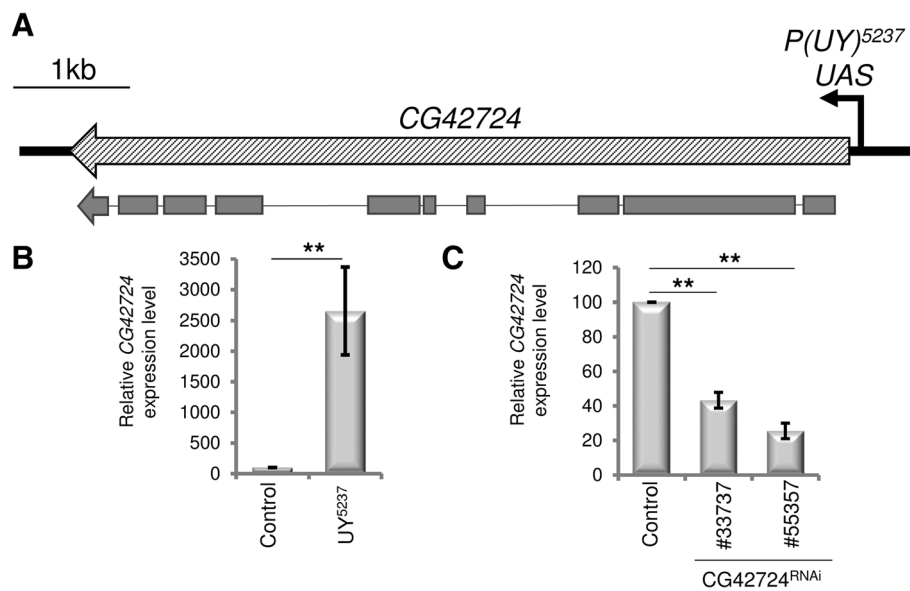 A
1kb
CG42724
P(UY)5237
UAS
B
Relative CG42724
expression level
3500
3000
2500
2000
1500
1000
500
0
**
Control
UY5237
C
Relative CG42724
expression level
120
100
80
60
40
20
0
**
**
Control
#33737
#55357
CG42724RNAi